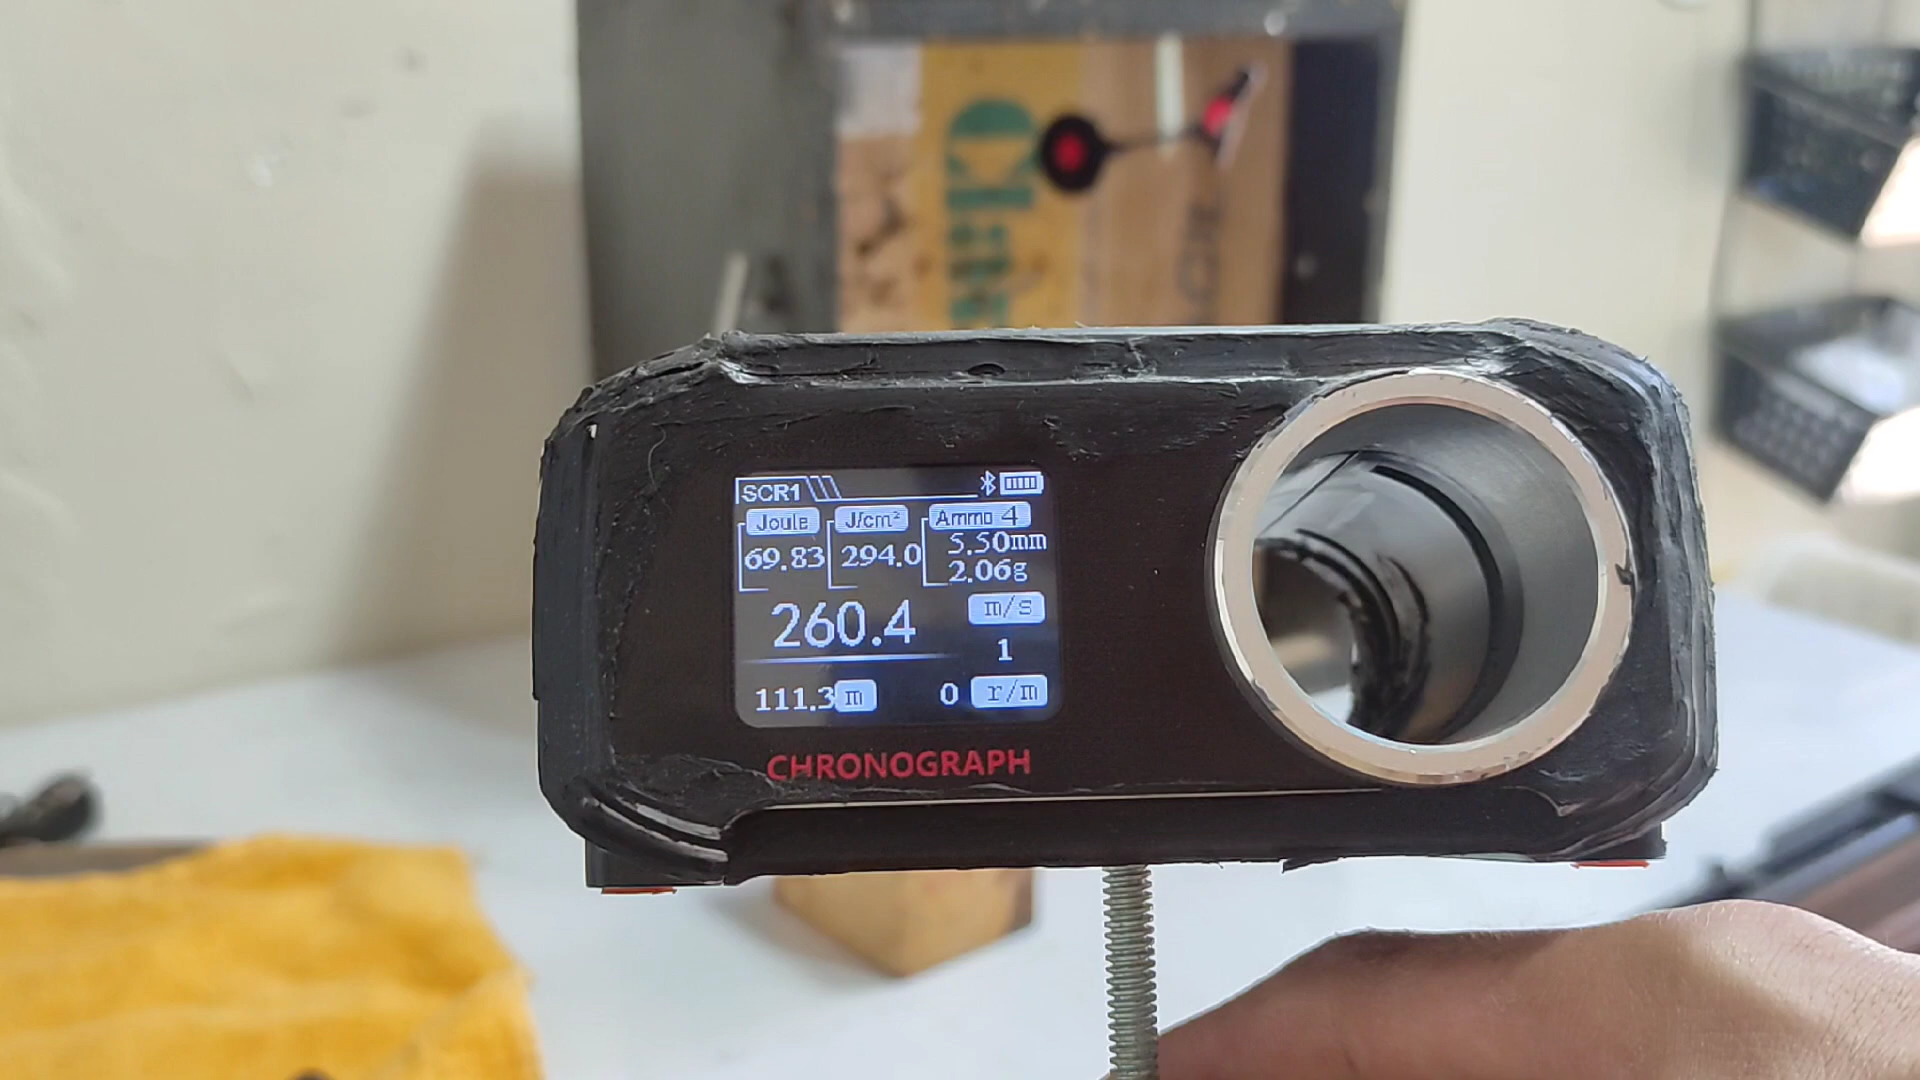 SCR1
Joule J/cm² Ammo 4
69.83 294.0 5.50mm
2.06g
260.4 m/s
1
111.3 m 0 r/m
CHRONOGRAPH